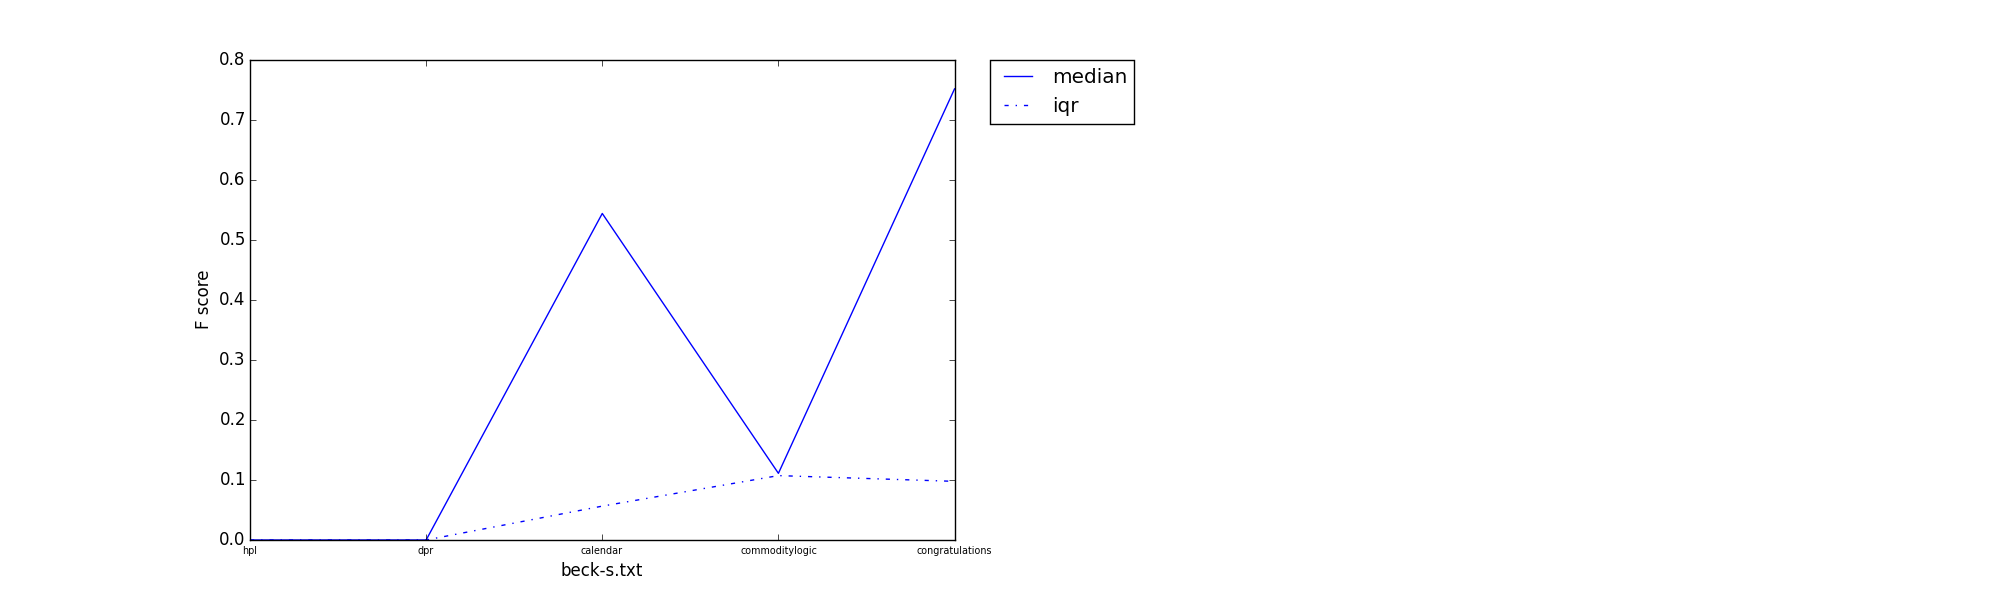 0.8
0.7
0.6
0.5
0.4
0.3
0.2
0.1
0.0
F score
hpl
dpr
calendar
commoditylogic
congratulations
beck-s.txt
median
iqr